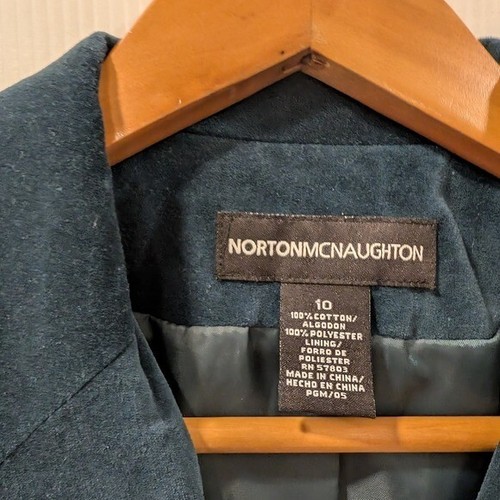 NORTONMCNAUGHTON
10
100% COTTON/
ALGODON
100% POLYESTER
LINING/
FORRO DE
POLIESTER
RN 57803
MADE IN CHINA/
HECHO EN CHINA
PGM/05